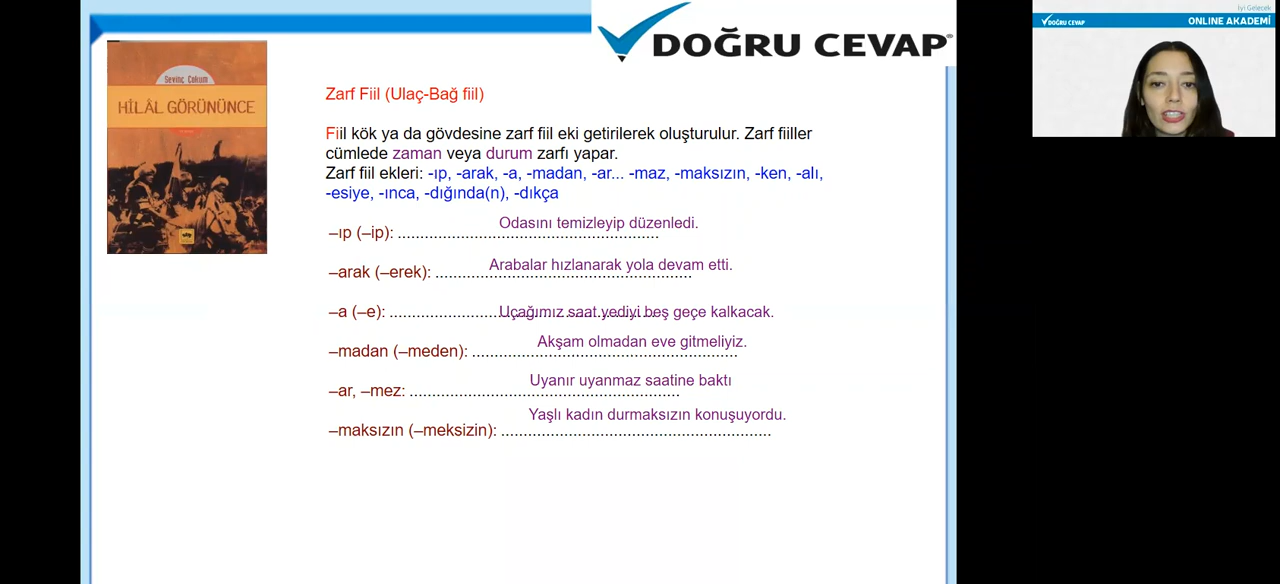 DOĞRU CEVAP®
İyi Gelecek
DOĞRU CEVAP
ONLINE AKADEMİ
Sevinç Çokum
HİLÂL GÖRÜNÜNCE
Zarf Fiil (Ulaç-Bağ fiil)
Fiil kök ya da gövdesine zarf fiil eki getirilerek oluşturulur. Zarf fiiller
cümlede zaman veya durum zarfı yapar.
Zarf fiil ekleri: -ıp, -arak, -a, -madan, -ar... -maz, -maksızın, -ken, -alı,
-esiye, -ınca, -dığında(n), -dıkça
–ıp (–ip): .......................................................... Odasını temizleyip düzenledi.
–arak (–erek): ......................................................... Arabalar hızlanarak yola devam etti.
–a (–e): ............................................................ Uçağımız saat yediyi beş geçe kalkacak.
–madan (–meden): ........................................................... Akşam olmadan eve gitmeliyiz.
–ar, –mez: ............................................................ Uyanır uyanmaz saatine baktı
–maksızın (–meksizin): ............................................................ Yaşlı kadın durmaksızın konuşuyordu.